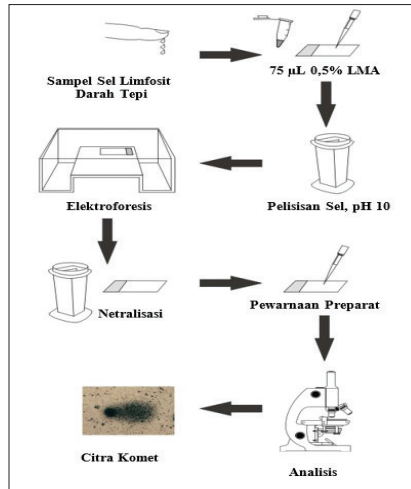 Sampel Sel Limfosit
Darah Tepi
75 µL 0,5% LMA
Pelisisan Sel, pH 10
Elektroforesis
Netralisasi
Pewarnaan Preparat
Analisis
Citra Komet